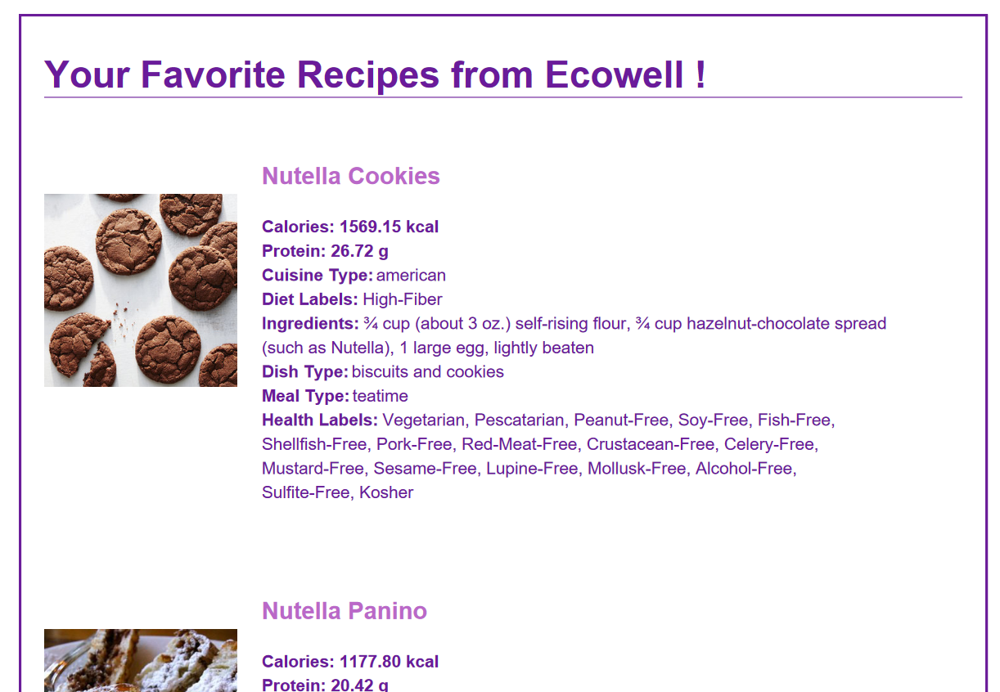 Your Favorite Recipes from Ecowell !
Nutella Cookies
Calories: 1569.15 kcal
Protein: 26.72 g
Cuisine Type: american
Diet Labels: High-Fiber
Ingredients: ¾ cup (about 3 oz.) self-rising flour, ¾ cup hazelnut-chocolate spread
(such as Nutella), 1 large egg, lightly beaten
Dish Type: biscuits and cookies
Meal Type: teatime
Health Labels: Vegetarian, Pescatarian, Peanut-Free, Soy-Free, Fish-Free,
Shellfish-Free, Pork-Free, Red-Meat-Free, Crustacean-Free, Celery-Free,
Mustard-Free, Sesame-Free, Lupine-Free, Mollusk-Free, Alcohol-Free,
Sulfite-Free, Kosher
Nutella Panino
Calories: 1177.80 kcal
Protein: 20.42 g